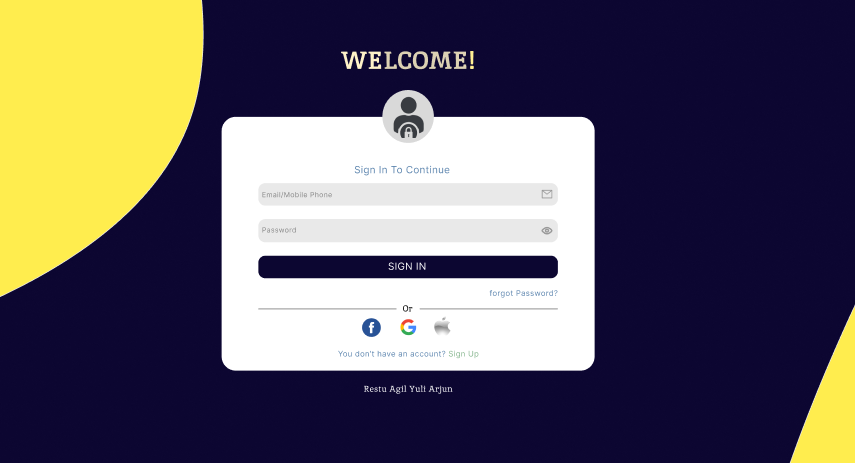 WELCOME!
Sign In To Continue
Email/Mobile Phone
Password
SIGN IN
forgot Password?
Or
You don't have an account? Sign Up
Restu Agil Yuli Arjun